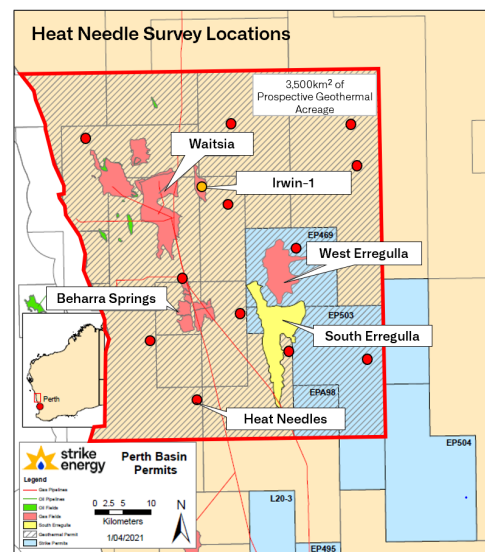 Heat Needle Survey Locations
3,500km² of
Prospective Geothermal
Acreage
Waitsia
Irwin-1
EP469
West Erregulla
Beharra Springs
EP503
South Erregulla
Perth
EPA98
Heat Needles
EP504
strike
energy
Perth Basin
Permits
Legend
Gas Pipelines
Oil Pipelines
Oil Fields
Gas Fields
South Erregulla
Geothermal Permit
Strike Permits
0 2.5 5 10
Kilometers
N
1/04/2021
L20-3
EP495